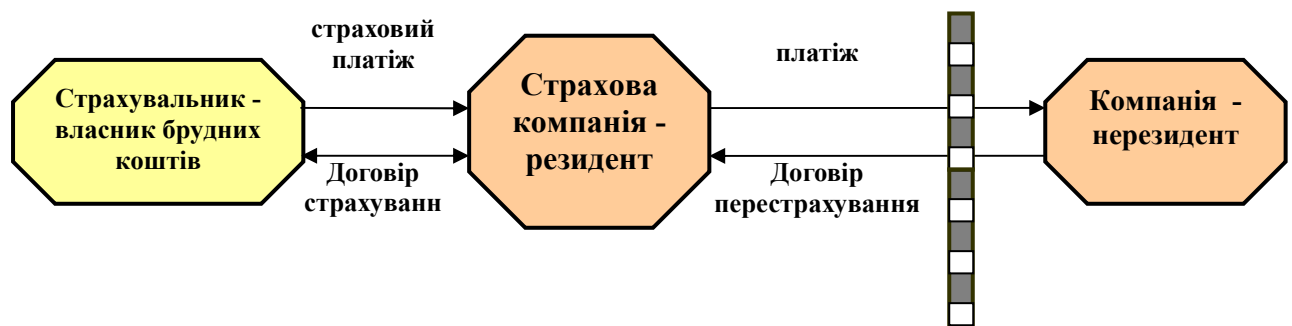 страховий
платіж
платіж
Страхувальник -
власник брудних
коштів
Страхова
компанія -
резидент
Компанія -
нерезидент
Договір
страхуванн
Договір
перестрахування